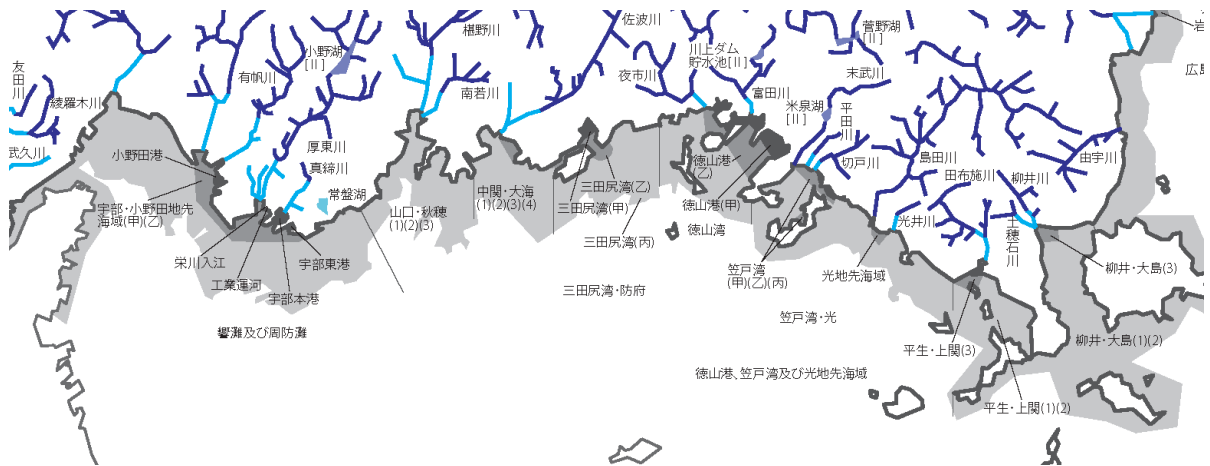 友田川
綾羅木川
武久川
有帆川
小野湖
[Ⅱ]
厚東川
真締川
常盤湖
小野田港
宇部・小野田地先
海域(甲)(乙)
栄川入江
工業運河
宇部本港
宇部東港
響灘及び周防灘
椹野川
南若川
山口・秋穂
(1)(2)(3)
佐波川
中関・大海
(1)(2)(3)(4)
三田尻湾(甲)
三田尻湾(乙)
三田尻湾(丙)
三田尻湾・防府
夜市川
川上ダム
貯水池[Ⅱ]
富田川
徳山港
(乙)
徳山港(甲)
徳山湾
菅野湖
[Ⅱ]
末武川
米泉湖
[Ⅱ]
平田川
切戸川
笠戸湾
(甲)(乙)(丙)
笠戸湾・光
徳山港、笠戸湾及び光地先海域
島田川
光井川
光地先海域
田布施川
柳井川
土穂石川
由宇川
平生・上関(3)
平生・上関(1)(2)
柳井・大島(3)
柳井・大島(1)(2)